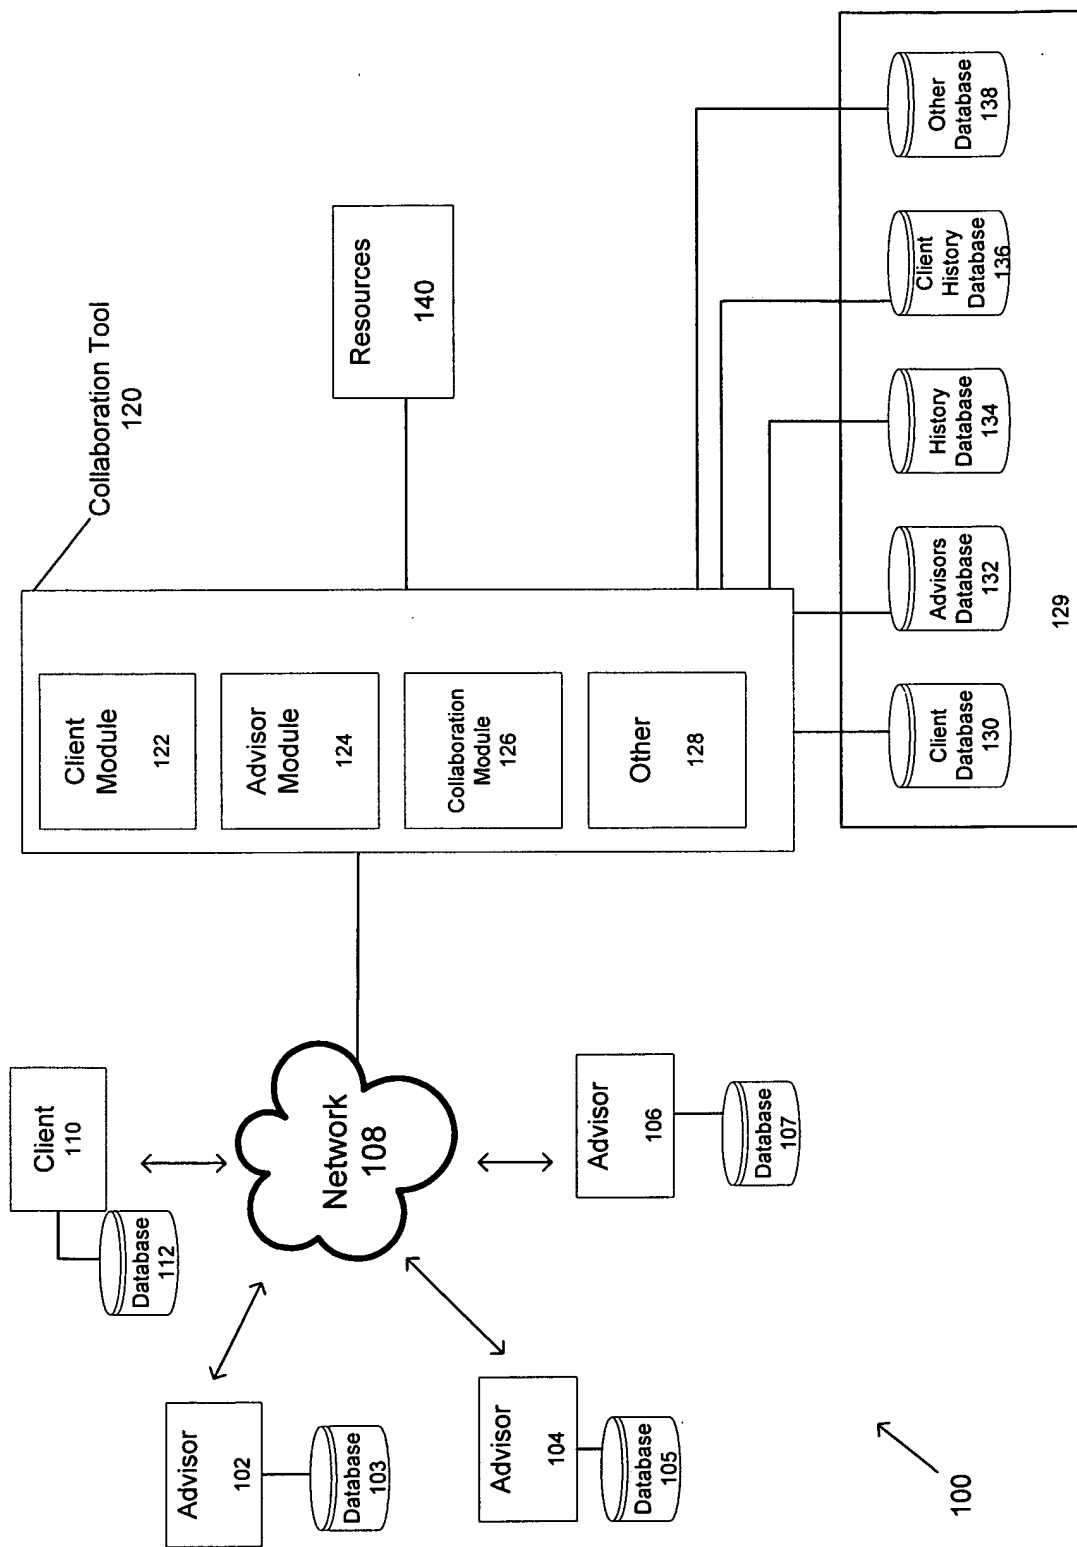 Client
110
Database
112
Advisor
102
Database
103
Advisor
104
Database
105
Network
108
Advisor
106
Database
107
100
Collaboration Tool
120
Client
Module
122
Advisor
Module
124
Collaboration
Module
126
Other
128
Resources
140
Client
Database
130
Advisors
Database
132
History
Database
134
Client
History
Database
136
Other
Database
138
129